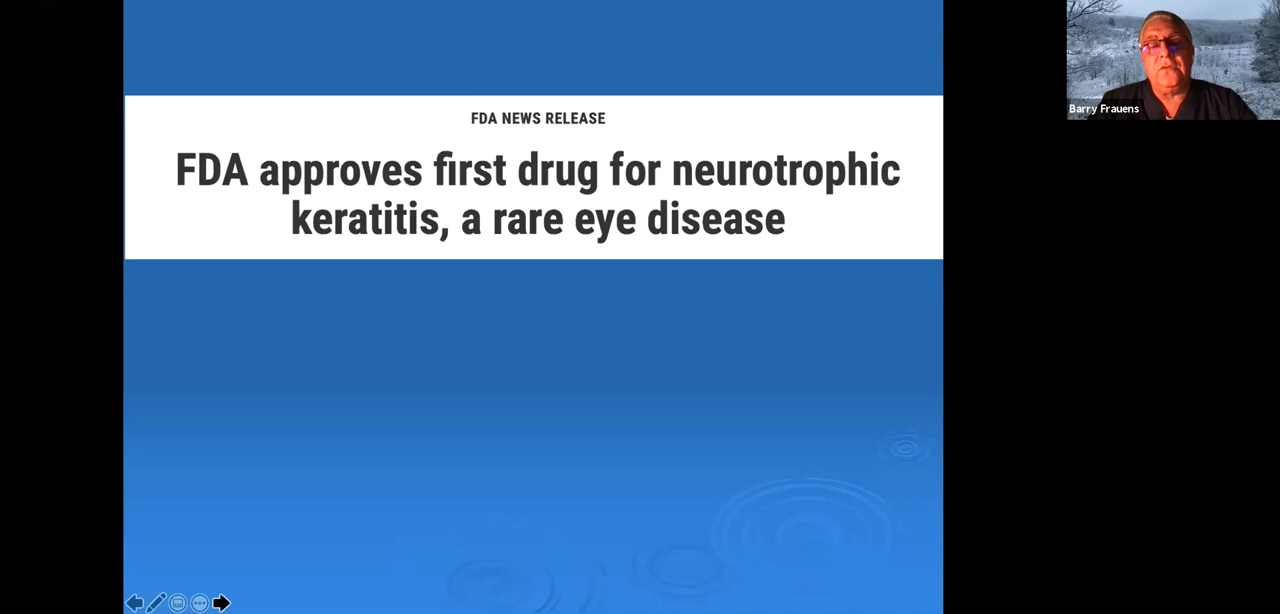 FDA NEWS RELEASE
FDA approves first drug for neurotrophic
keratitis, a rare eye disease
Barry Frauens